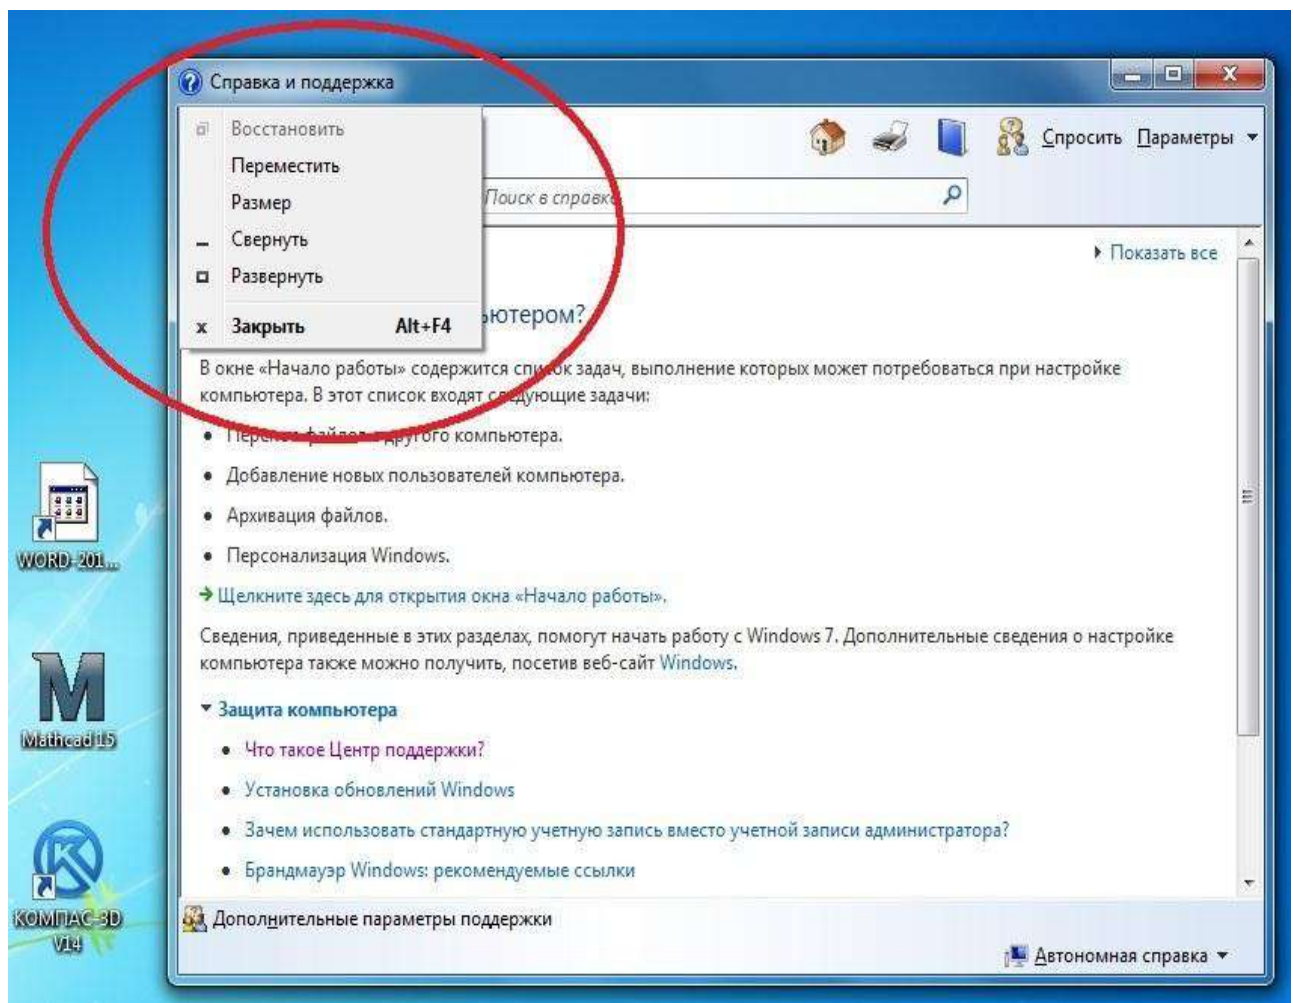 Справка и поддержка
Восстановить
Переместить
Размер
Свернуть
Развернуть
Закрыть Alt+F4
Спросить Параметры
Поиск в справке
Показать все
ютером?
В окне «Начало работы» содержится список задач, выполнение которых может потребоваться при настройке
компьютера. В этот список входят следующие задачи:
Перенос файлов с другого компьютера.
Добавление новых пользователей компьютера.
Архивация файлов.
Персонализация Windows.
Щелкните здесь для открытия окна «Начало работы».
Сведения, приведенные в этих разделах, помогут начать работу с Windows 7. Дополнительные сведения о настройке
компьютера также можно получить, посетив веб-сайт Windows.
Защита компьютера
Что такое Центр поддержки?
Установка обновлений Windows
Зачем использовать стандартную учетную запись вместо учетной записи администратора?
Брандмауэр Windows: рекомендуемые ссылки
Дополнительные параметры поддержки
Автономная справка
WORD-201...
Mathcad 15
КОМПАС-3D
V14